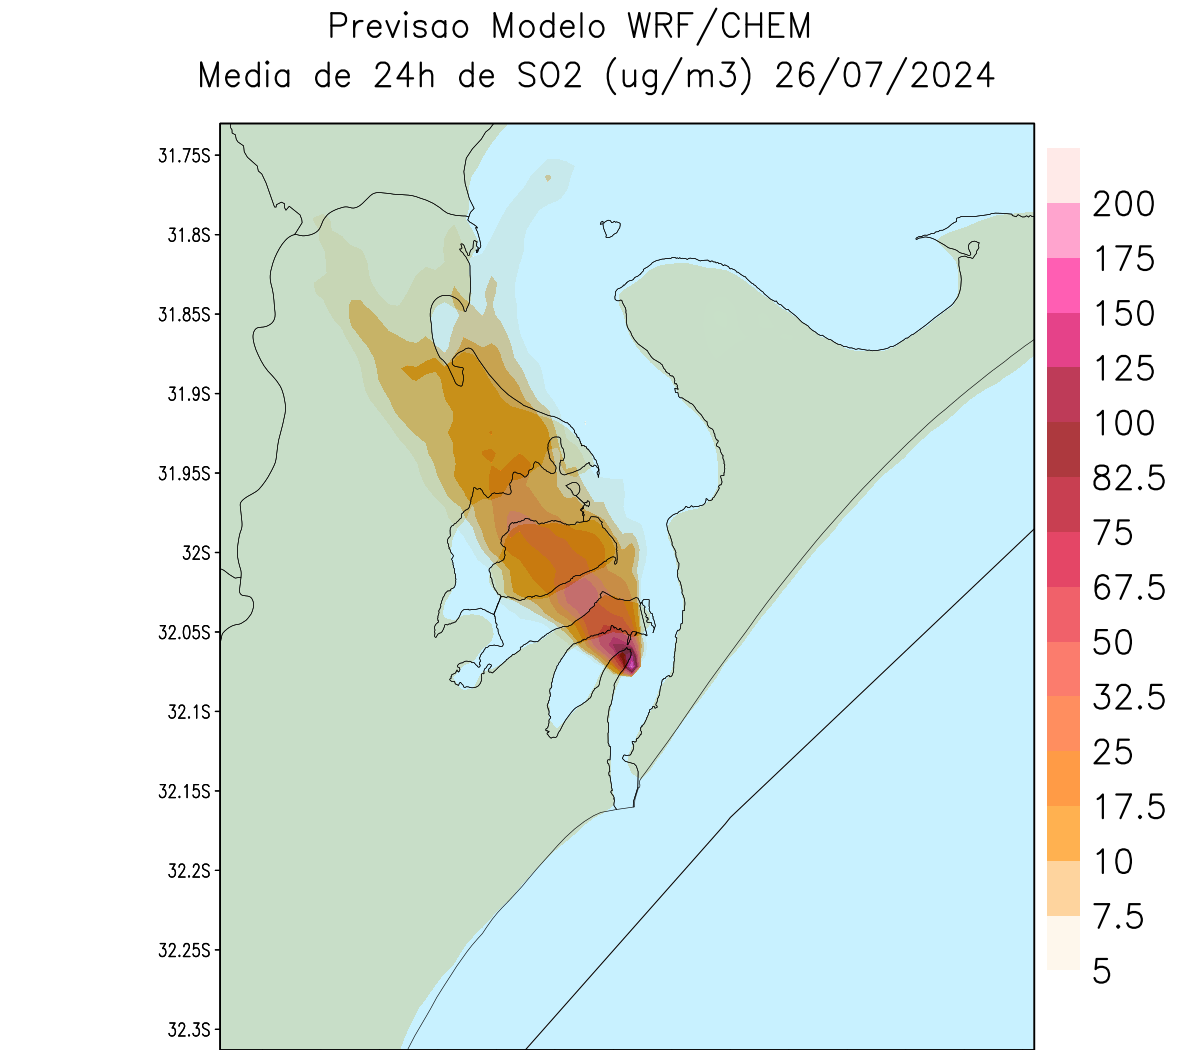 Previsao Modelo WRF/CHEM
Media de 24h de SO2 (ug/m3) 26/07/2024
31.75S
31.8S
31.85S
31.9S
31.95S
32S
32.05S
32.1S
32.15S
32.2S
32.25S
32.3S
200
175
150
125
100
82.5
75
67.5
50
32.5
25
17.5
10
7.5
5